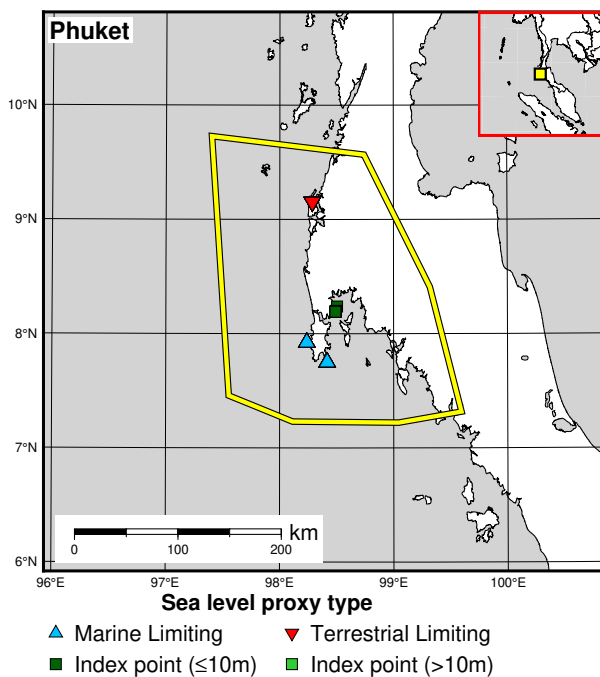 Phuket
10°N
9°N
8°N
7°N
6°N
km
0 100 200
96°E 97°E 98°E 99°E 100°E
Sea level proxy type
Marine Limiting Terrestrial Limiting
Index point (≤10m) Index point (>10m)